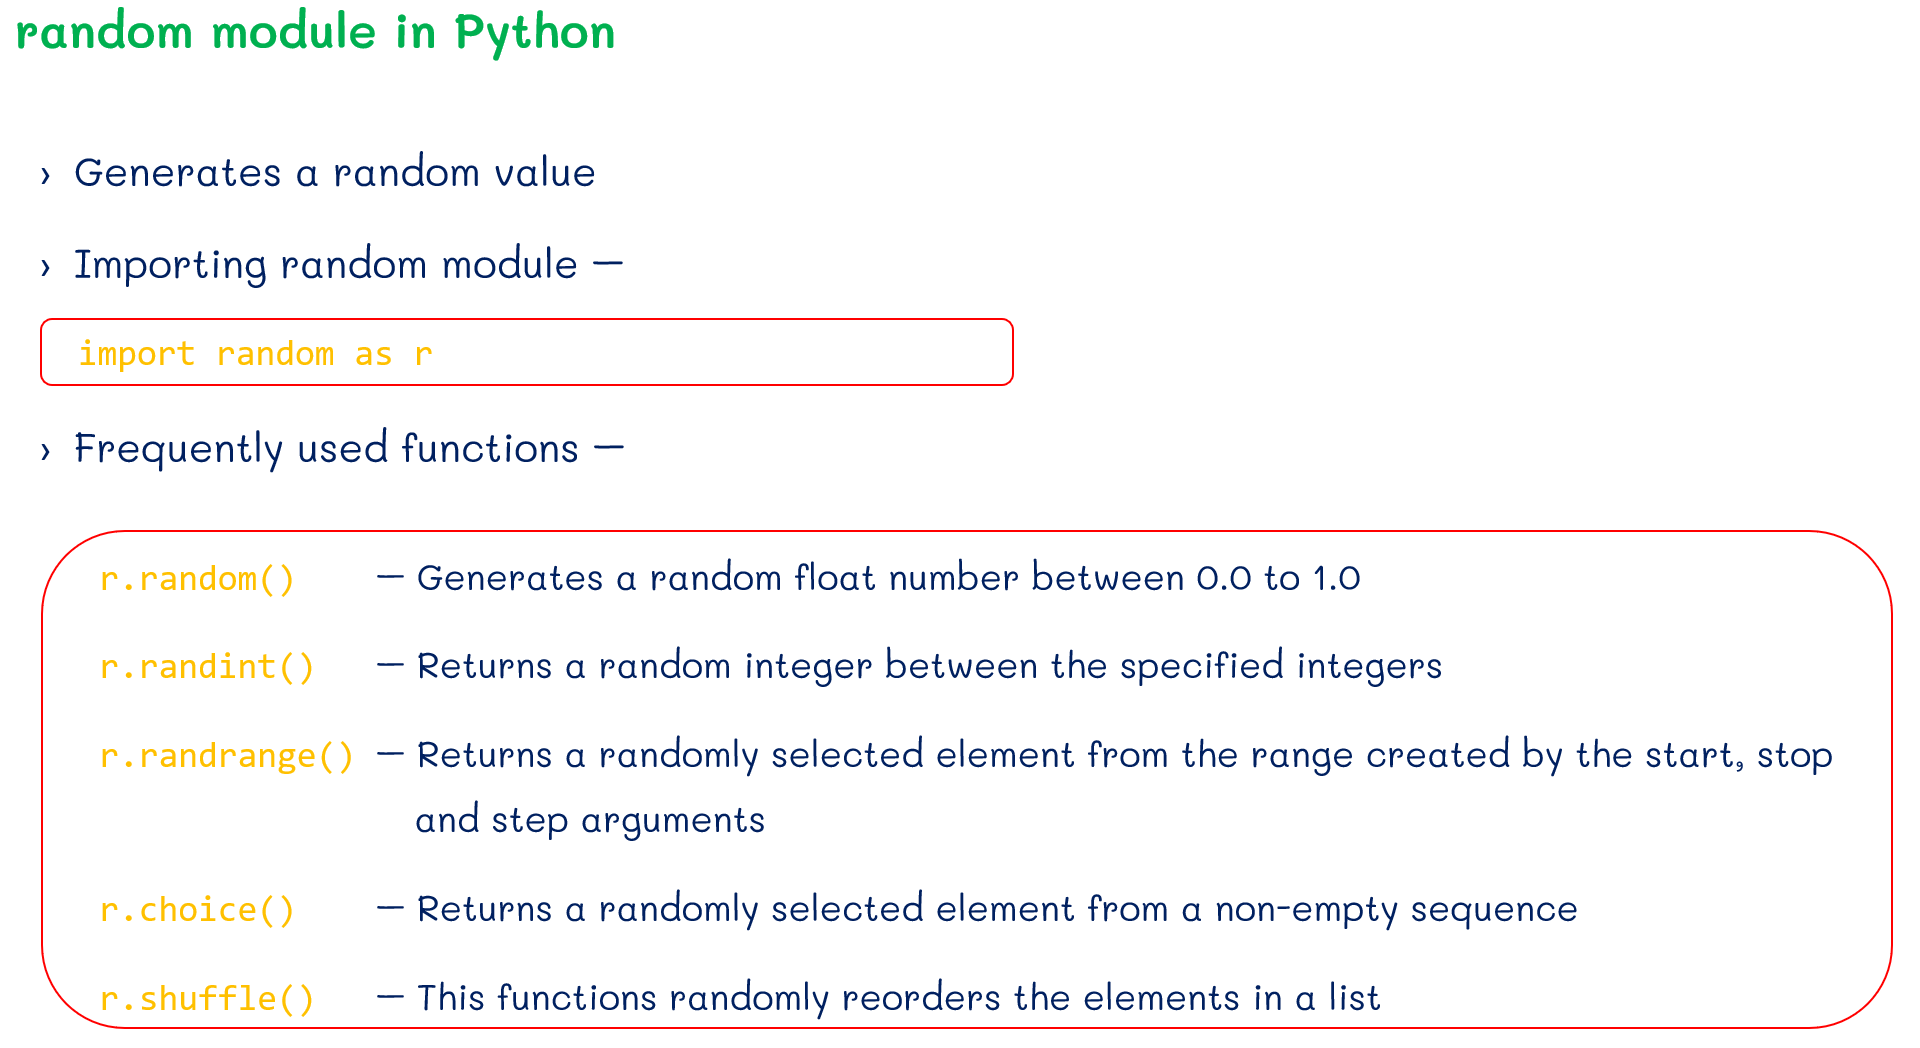 random module in Python
› Generates a random value
› Importing random module –
import random as r
› Frequently used functions –
r.random() – Generates a random float number between 0.0 to 1.0
r.randint() – Returns a random integer between the specified integers
r.randrange() – Returns a randomly selected element from the range created by the start, stop
and step arguments
r.choice() – Returns a randomly selected element from a non-empty sequence
r.shuffle() – This functions randomly reorders the elements in a list